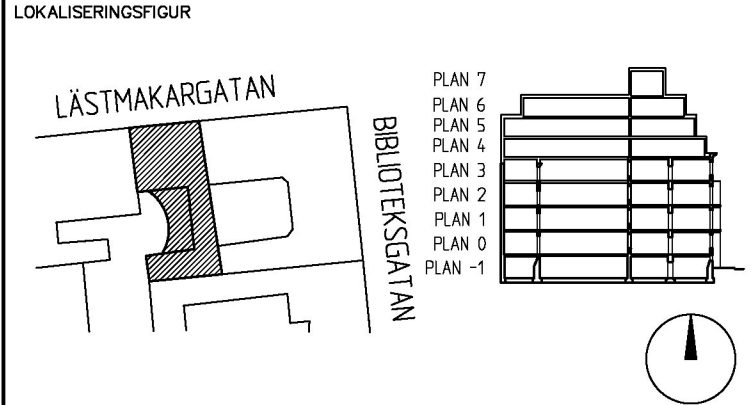 LOKALISERINGSFIGUR
LÄSTMAKARGATAN
BIBLIOTEKSGATAN
PLAN 7
PLAN 6
PLAN 5
PLAN 4
PLAN 3
PLAN 2
PLAN 1
PLAN 0
PLAN -1